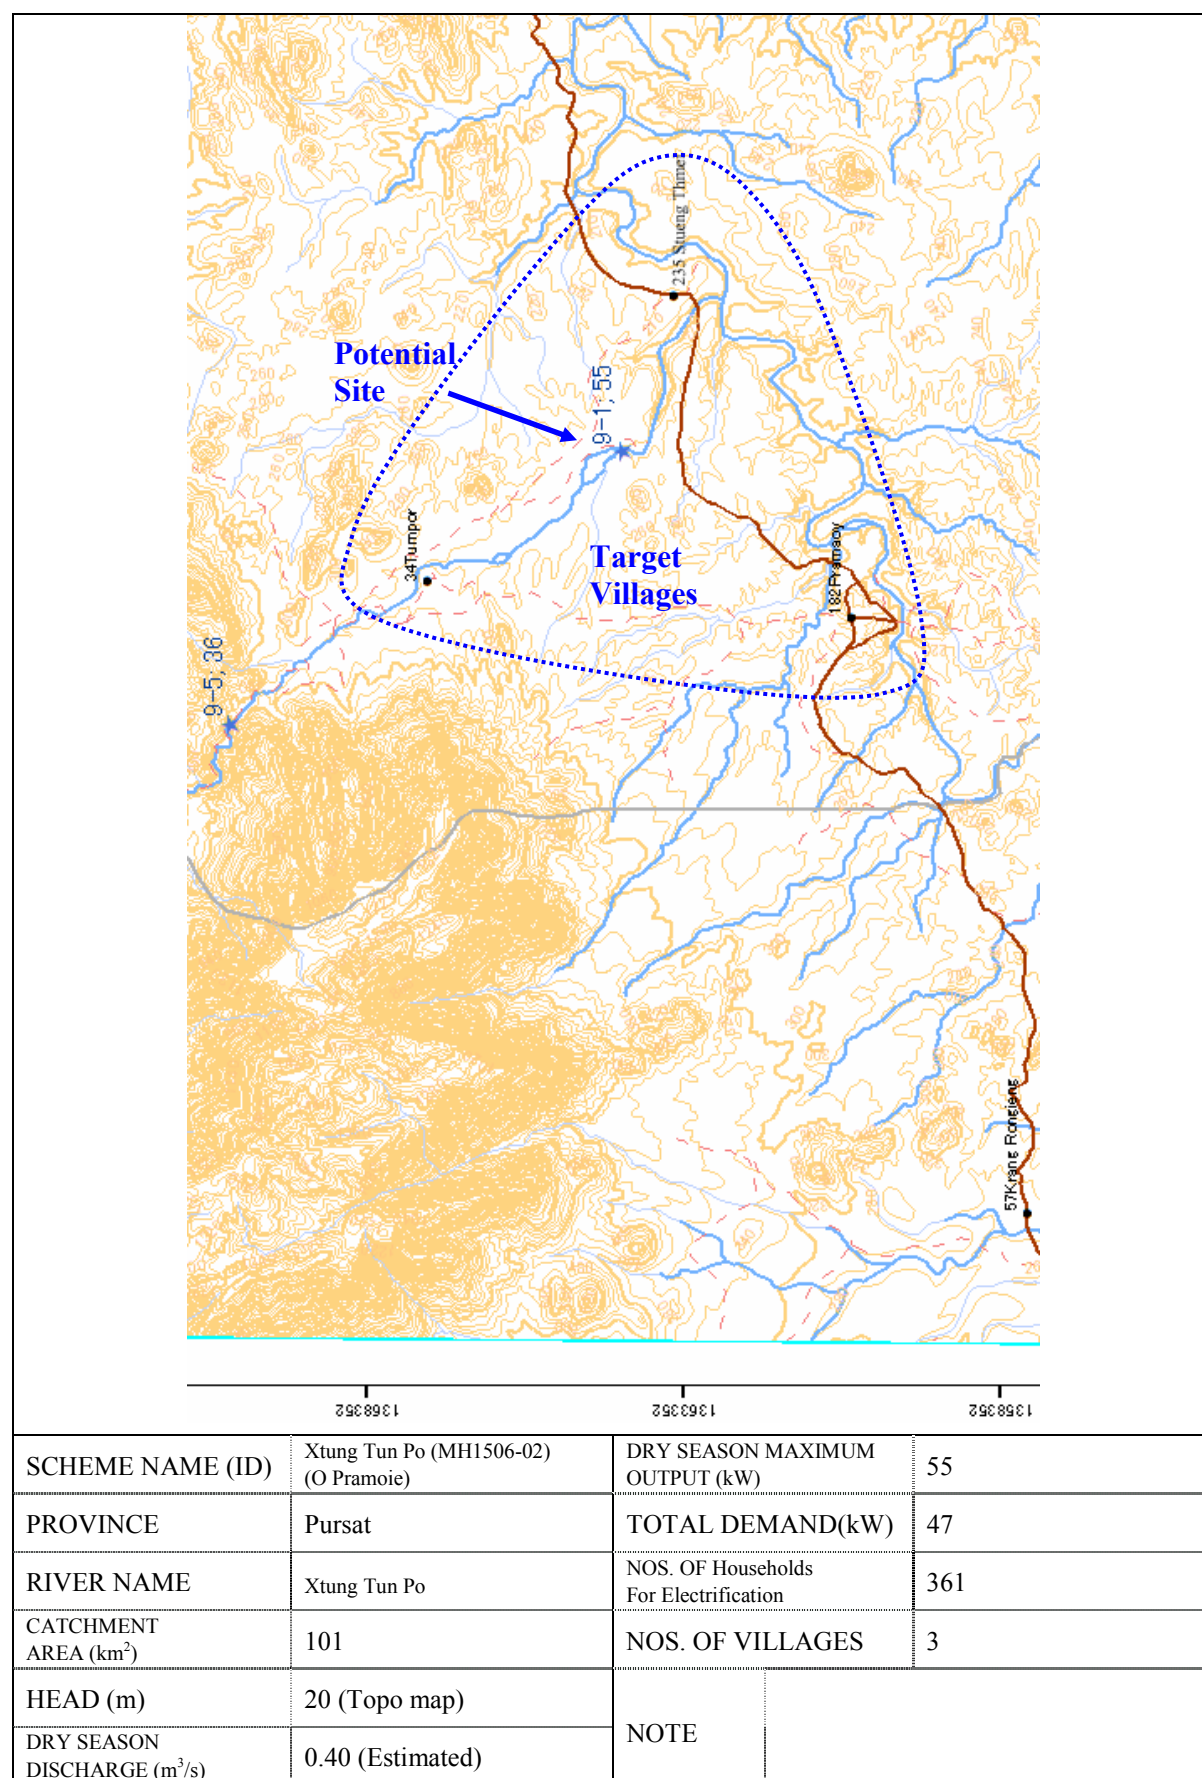 235 Stueng Thmei
Potential
Site
9-1; 55
34Tumpor
Target
Villages
182Pramaoy
9-5; 36
57Krang Rongieng
1368352
1363352
1358352
SCHEME NAME (ID)
Xtung Tun Po (MH1506-02)
(O Pramoie)
DRY SEASON MAXIMUM
OUTPUT (kW)
55
PROVINCE
Pursat
TOTAL DEMAND(kW)
47
RIVER NAME
Xtung Tun Po
NOS. OF Households
For Electrification
361
CATCHMENT
AREA (km²)
101
NOS. OF VILLAGES
3
HEAD (m)
20 (Topo map)
NOTE
DRY SEASON
DISCHARGE (m³/s)
0.40 (Estimated)